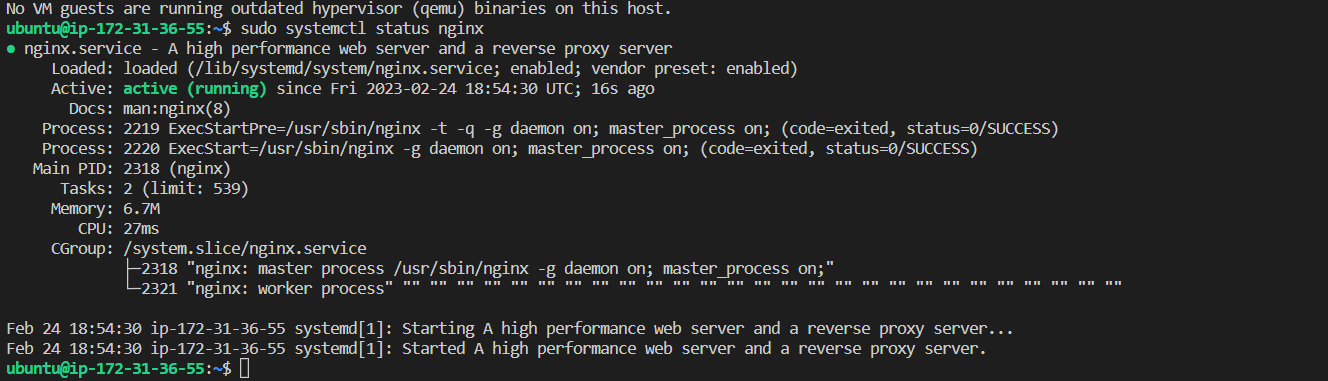 No VM guests are running outdated hypervisor (qemu) binaries on this host.
ubuntu@ip-172-31-36-55:~$ sudo systemctl status nginx
● nginx.service - A high performance web server and a reverse proxy server
     Loaded: loaded (/lib/systemd/system/nginx.service; enabled; vendor preset: enabled)
     Active: active (running) since Fri 2023-02-24 18:54:30 UTC; 16s ago
       Docs: man:nginx(8)
    Process: 2219 ExecStartPre=/usr/sbin/nginx -t -q -g daemon on; master_process on; (code=exited, status=0/SUCCESS)
    Process: 2220 ExecStart=/usr/sbin/nginx -g daemon on; master_process on; (code=exited, status=0/SUCCESS)
   Main PID: 2318 (nginx)
      Tasks: 2 (limit: 539)
     Memory: 6.7M
        CPU: 27ms
     CGroup: /system.slice/nginx.service
             ├─2318 "nginx: master process /usr/sbin/nginx -g daemon on; master_process on;"
             └─2321 "nginx: worker process" "" "" "" "" "" "" "" "" "" "" "" "" "" "" "" "" "" "" "" "" "" "" "" "" "" "" ""

Feb 24 18:54:30 ip-172-31-36-55 systemd[1]: Starting A high performance web server and a reverse proxy server...
Feb 24 18:54:30 ip-172-31-36-55 systemd[1]: Started A high performance web server and a reverse proxy server.
ubuntu@ip-172-31-36-55:~$